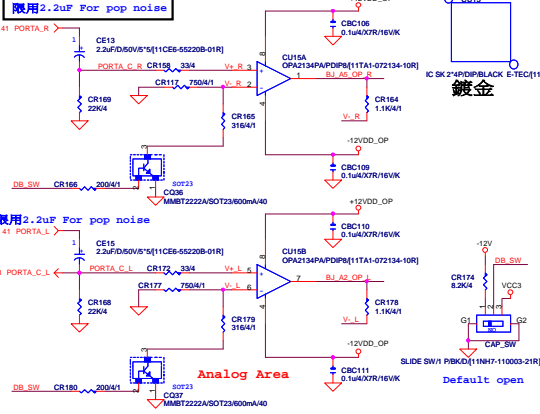 限用2.2uF For pop noise
41 PORTA_R
CE13
2.2uF/D/50V/5*5/[11CE6-55220B-01R]
PORTA_C_R
CR158
33/4
CR117
750/4/1
CR169
22K/4
CR165
316/4/1
V+_R
V-_R
3
2
8
4
1
CU15A
OPA2134PA/PDIP8/[11TA1-072134-10R]
CBC106
0.1u/4/X7R/16V/K
BJ_A5_OP_R
CR164
1.1K/4/1
V-_R
-12VDD_OP
CBC109
0.1u/4/X7R/16V/K
IC SK 2*4P/DIP/BLACK E-TEC/[11
鍍金
DB_SW
CR166
200/4/1
SOT23
CQ36
MMBT2222A/SOT23/600mA/40
限用2.2uF For pop noise
41 PORTA_L
CE15
2.2uF/D/50V/5*5/[11CE6-55220B-01R]
PORTA_C_L
PORTA_C_L
CR172
33/4
CR177
750/4/1
CR168
22K/4
CR179
316/4/1
V+_L
V-_L
5
6
8
4
7
+12VDD_OP
CBC110
0.1u/4/X7R/16V/K
CU15B
OPA2134PA/PDIP8/[11TA1-072134-10R]
BJ_A2_OP_L
CR178
1.1K/4/1
V-_L
-12VDD_OP
CBC111
0.1u/4/X7R/16V/K
DB_SW
CR180
200/4/1
SOT23
CQ37
MMBT2222A/SOT23/600mA/40
Analog Area
-12V
DB_SW
CR174
8.2K/4
VCC3
G1
G2
CAP_SW
SLIDE SW/1 P/BK/D/[11NH7-110003-21R]
Default open